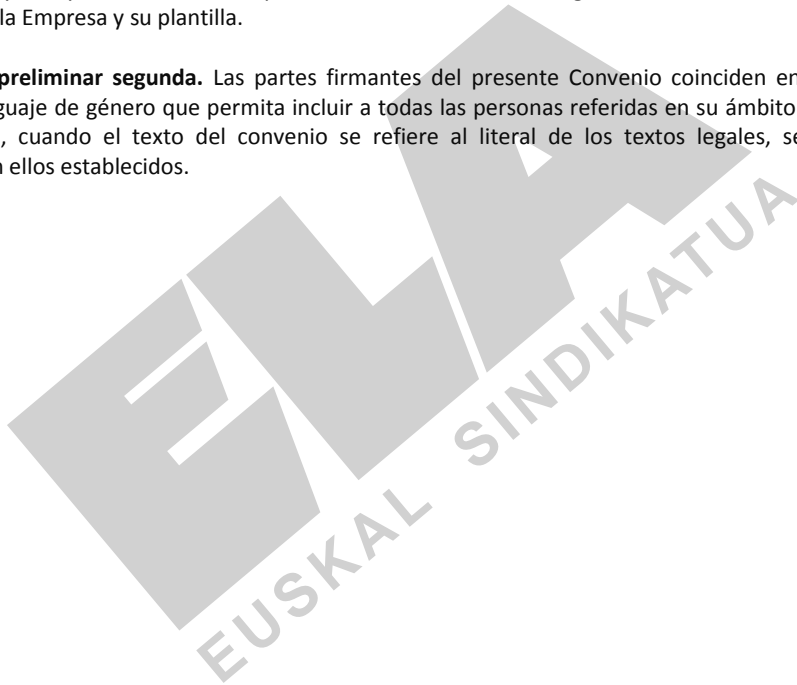 la Empresa y su plantilla.
preliminar segunda. Las partes firmantes del presente Convenio coinciden en
guaje de género que permita incluir a todas las personas referidas en su ámbito
, cuando el texto del convenio se refiere al literal de los textos legales, se
n ellos establecidos.
ELA
EUSKAL SINDIKATUA